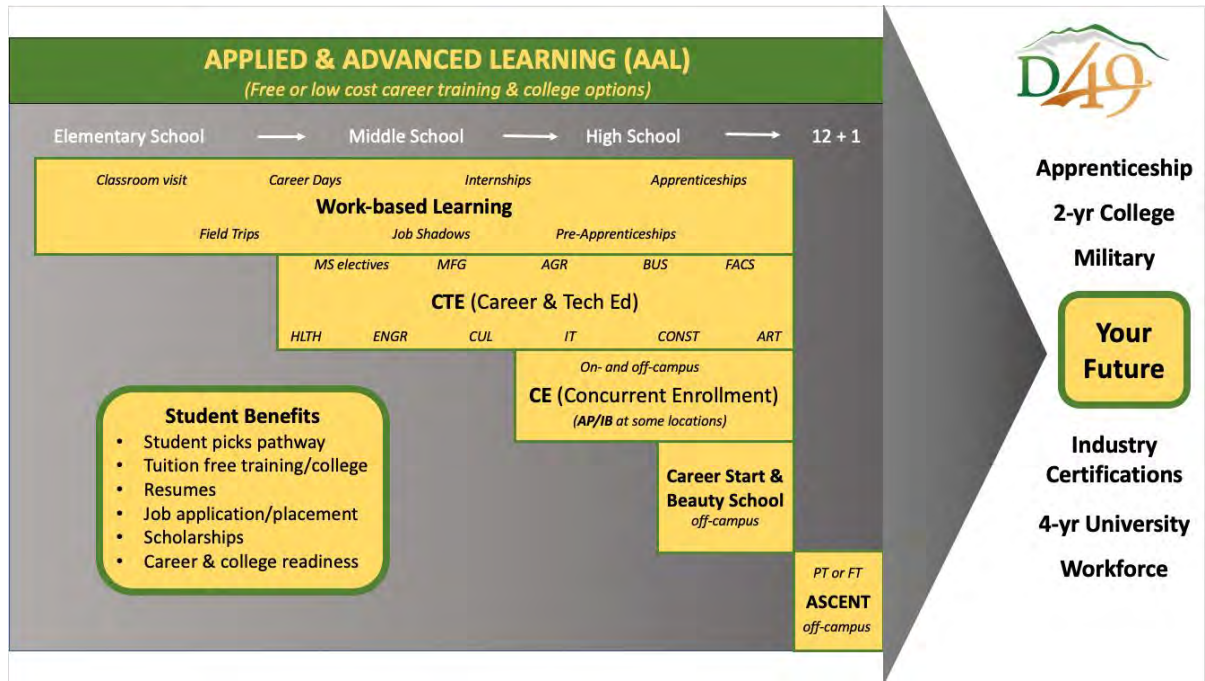 APPLIED & ADVANCED LEARNING (AAL)
(Free or low cost career training & college options)
Elementary School → Middle School → High School → 12 + 1
Classroom visit Career Days Internships Apprenticeships
Work-based Learning
Field Trips Job Shadows Pre-Apprenticeships
MS electives MFG AGR BUS FACS
CTE (Career & Tech Ed)
HLTH ENGR CUL IT CONST ART
On- and off-campus
CE (Concurrent Enrollment)
(AP/IB at some locations)
Career Start &
Beauty School
off-campus
PT or FT
ASCENT
off-campus
Student Benefits
• Student picks pathway
• Tuition free training/college
• Resumes
• Job application/placement
• Scholarships
• Career & college readiness
D49
Apprenticeship
2-yr College
Military
Your
Future
Industry
Certifications
4-yr University
Workforce